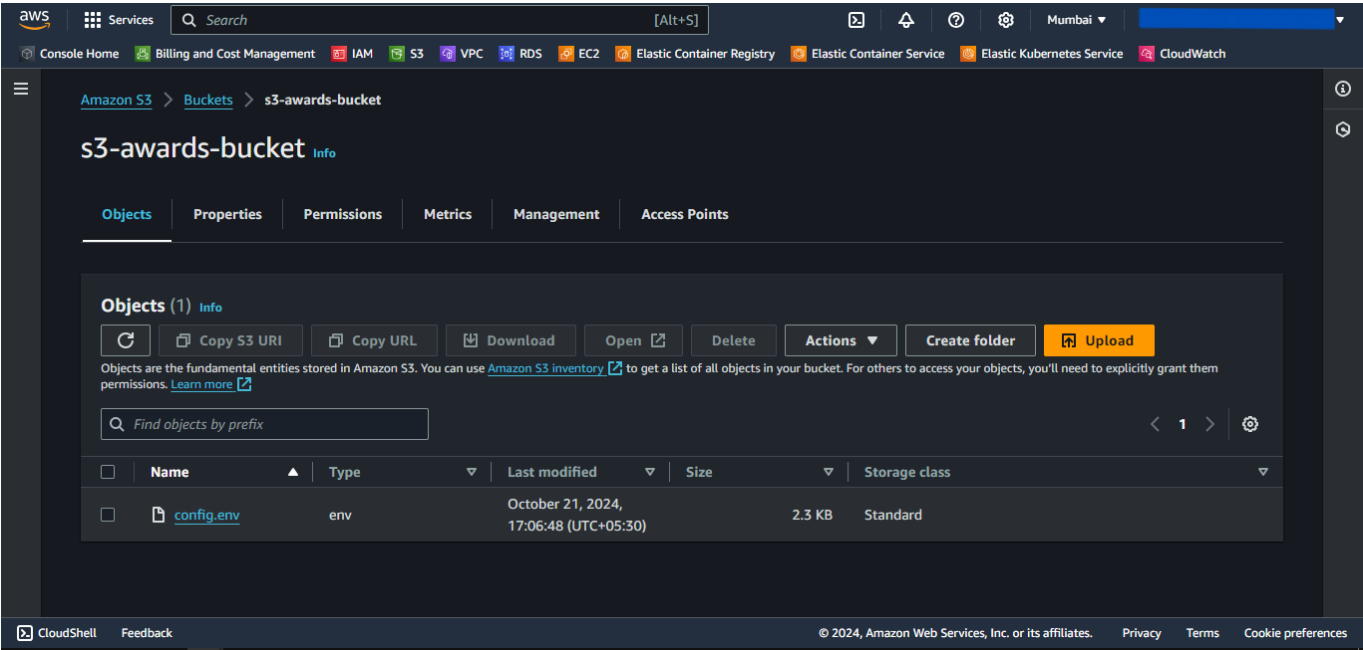 aws Services Search [Alt+S] Mumbai ▼
Console Home Billing and Cost Management IAM S3 VPC RDS EC2 Elastic Container Registry Elastic Container Service Elastic Kubernetes Service CloudWatch
Amazon S3 > Buckets > s3-awards-bucket
s3-awards-bucket Info
Objects Properties Permissions Metrics Management Access Points
Objects (1) Info
Copy S3 URI Copy URL Download Open Delete Actions ▼ Create folder Upload
Objects are the fundamental entities stored in Amazon S3. You can use Amazon S3 inventory to get a list of all objects in your bucket. For others to access your objects, you'll need to explicitly grant them
permissions. Learn more
Find objects by prefix < 1 >
Name Type Last modified Size Storage class
config.env env October 21, 2024, 2.3 KB Standard
17:06:48 (UTC+05:30)
CloudShell Feedback © 2024, Amazon Web Services, Inc. or its affiliates. Privacy Terms Cookie preferences